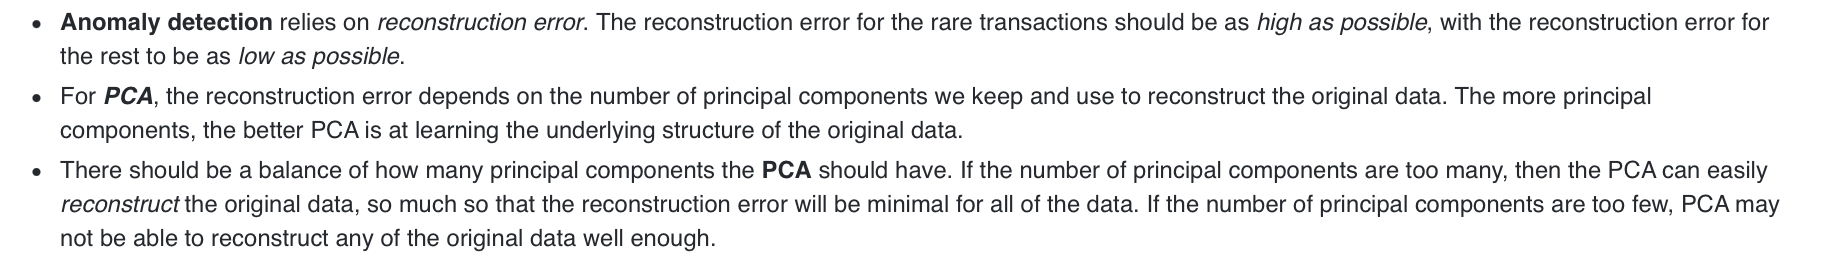 • Anomaly detection relies on reconstruction error. The reconstruction error for the rare transactions should be as high as possible, with the reconstruction error for
the rest to be as low as possible.
• For PCA, the reconstruction error depends on the number of principal components we keep and use to reconstruct the original data. The more principal
components, the better PCA is at learning the underlying structure of the original data.
• There should be a balance of how many principal components the PCA should have. If the number of principal components are too many, then the PCA can easily
reconstruct the original data, so much so that the reconstruction error will be minimal for all of the data. If the number of principal components are too few, PCA may
not be able to reconstruct any of the original data well enough.